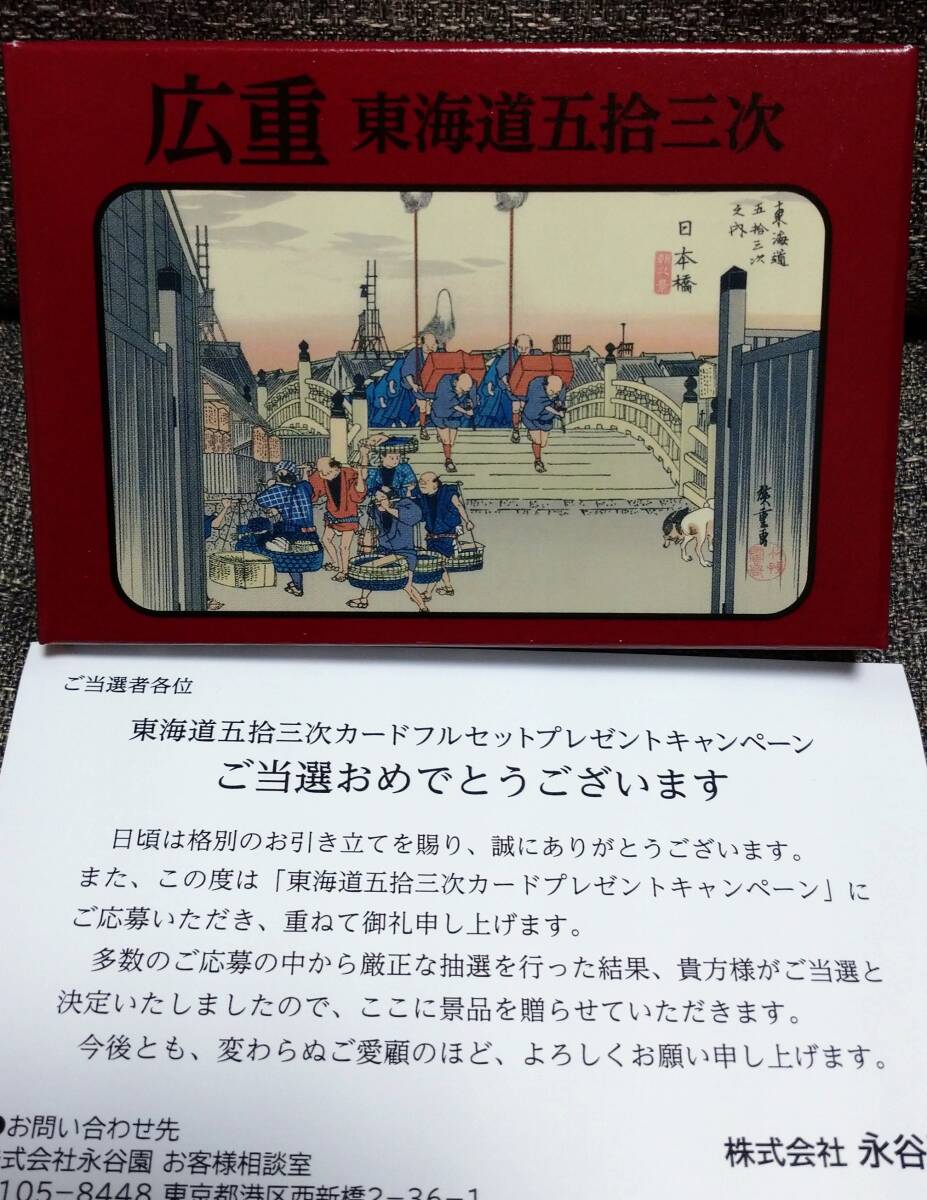 広重 東海道五拾三次
東海道
五拾三次
之内
日本橋
廣重画
ご当選者各位
東海道五拾三次カードフルセットプレゼントキャンペーン
ご当選おめでとうございます
日頃は格別のお引き立てを賜り、誠にありがとうございます。
また、この度は「東海道五拾三次カードプレゼントキャンペーン」に
ご応募いただき、重ねて御礼申し上げます。
多数のご応募の中から厳正な抽選を行った結果、貴方様がご当選と
決定いたしましたので、ここに景品を贈らせていただきます。
今後とも、変わらぬご愛顧のほど、よろしくお願い申し上げます。
●お問い合わせ先
式会社永谷園 お客様相談室
105-8448 東京都港区西新橋2-36-1
株式会社 永谷